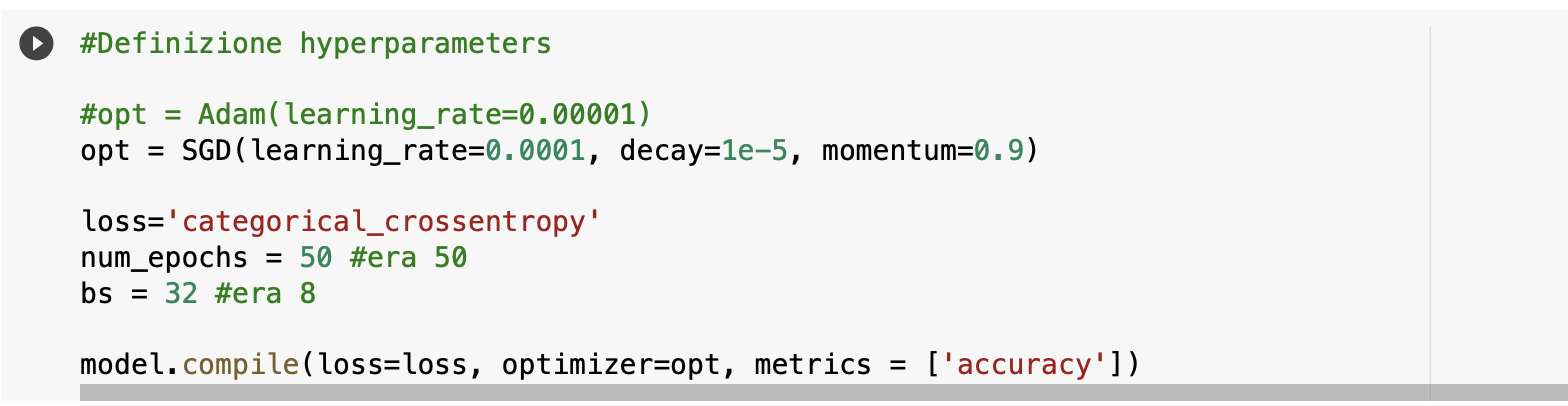 #Definizione hyperparameters
#opt = Adam(learning_rate=0.00001)
opt = SGD(learning_rate=0.0001, decay=1e-5, momentum=0.9)
loss='categorical_crossentropy'
num_epochs = 50 #era 50
bs = 32 #era 8
model.compile(loss=loss, optimizer=opt, metrics = ['accuracy'])